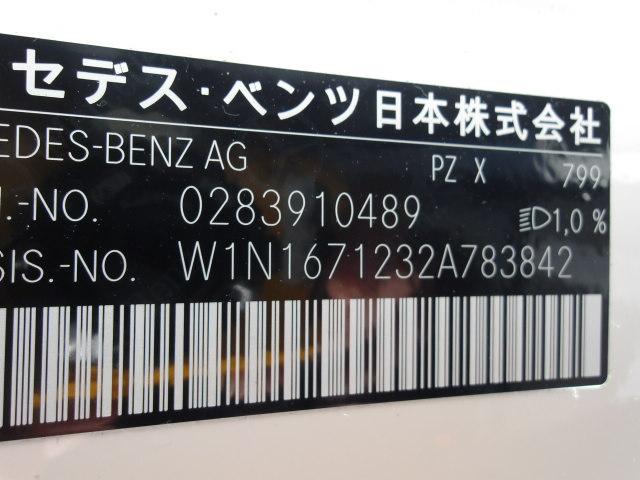 セデス・ベンツ日本株式会社
EDES-BENZ AG
PZ X 799
.-NO. 0283910489
1,0 %
SIS.-NO. W1N1671232A783842